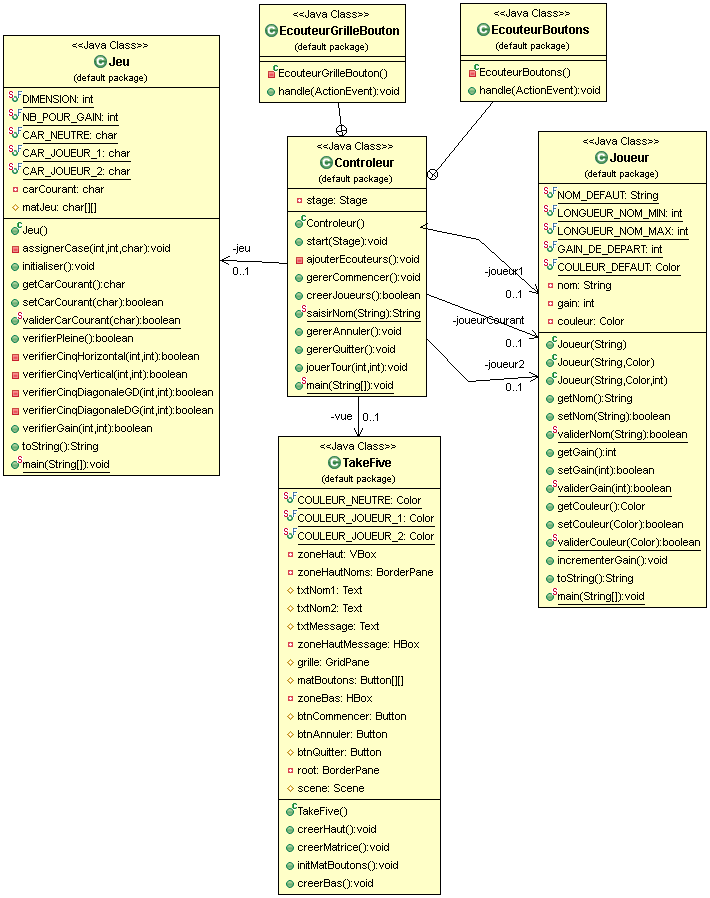 <<Java Class>>
Jeu
(default package)
DIMENSION: int
NB_POUR_GAIN: int
CAR_NEUTRE: char
CAR_JOUEUR_1: char
CAR_JOUEUR_2: char
carCourant: char
matJeu: char[][]
Jeu()
assignerCase(int,int,char):void
initialiser():void
getCarCourant():char
setCarCourant(char):boolean
validerCarCourant(char):boolean
verifierPleine():boolean
verifierCinqHorizontal(int,int):boolean
verifierCinqVertical(int,int):boolean
verifierCinqDiagonaleGD(int,int):boolean
verifierCinqDiagonaleDG(int,int):boolean
verifierGain(int,int):boolean
toString():String
main(String[]):void
<<Java Class>>
EcouteurGrilleBouton
(default package)
EcouteurGrilleBouton()
handle(ActionEvent):void
<<Java Class>>
EcouteurBoutons
(default package)
EcouteurBoutons()
handle(ActionEvent):void
<<Java Class>>
Controleur
(default package)
stage: Stage
Controleur()
start(Stage):void
ajouterEcouteurs():void
gererCommencer():void
creerJoueurs():boolean
saisirNom(String):String
gererAnnuler():void
gererQuitter():void
jouerTour(int,int):void
main(String[]):void
-jeu
0..1
-joueur1
0..1
-joueurCourant
0..1
-joueur2
0..1
-vue
0..1
<<Java Class>>
Joueur
(default package)
NOM_DEFAUT: String
LONGUEUR_NOM_MIN: int
LONGUEUR_NOM_MAX: int
GAIN_DE_DEPART: int
COULEUR_DEFAUT: Color
nom: String
gain: int
couleur: Color
Joueur(String)
Joueur(String,Color)
Joueur(String,Color,int)
getNom():String
setNom(String):boolean
validerNom(String):boolean
getGain():int
setGain(int):boolean
validerGain(int):boolean
getCouleur():Color
setCouleur(Color):boolean
validerCouleur(Color):boolean
incrementerGain():void
toString():String
main(String[]):void
<<Java Class>>
TakeFive
(default package)
COULEUR_NEUTRE: Color
COULEUR_JOUEUR_1: Color
COULEUR_JOUEUR_2: Color
zoneHaut: VBox
zoneHautNoms: BorderPane
txtNom1: Text
txtNom2: Text
txtMessage: Text
zoneHautMessage: HBox
grille: GridPane
matBoutons: Button[][]
zoneBas: HBox
btnCommencer: Button
btnAnnuler: Button
btnQuitter: Button
root: BorderPane
scene: Scene
TakeFive()
creerHaut():void
creerMatrice():void
initMatBoutons():void
creerBas():void